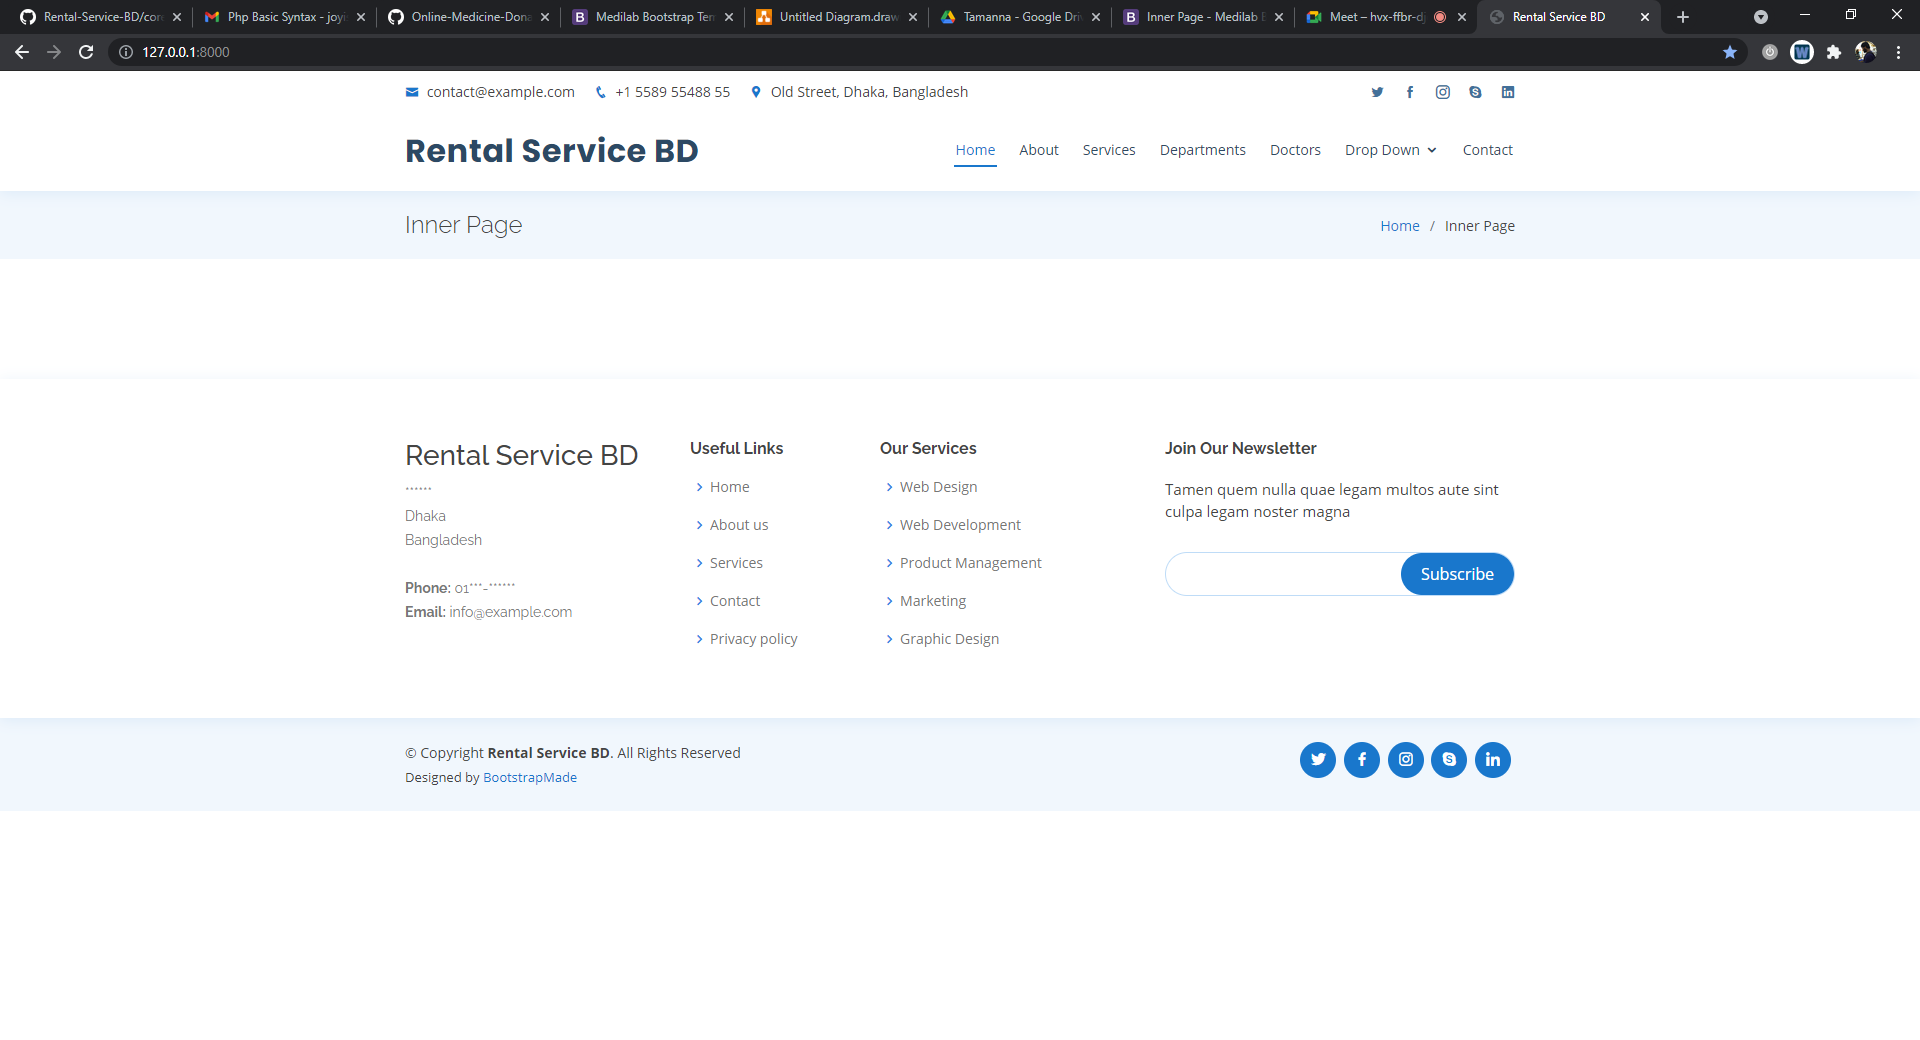 Rental-Service-BD/cor
Php Basic Syntax - joyi
Online-Medicine-Dona
Medilab Bootstrap Tem
Untitled Diagram.draw
Tamanna - Google Dri
Inner Page - Medilab B
Meet – hvx-ffbr-d
Rental Service BD
127.0.0.1:8000
contact@example.com +1 5589 55488 55 Old Street, Dhaka, Bangladesh
Rental Service BD
Home About Services Departments Doctors Drop Down Contact
Inner Page
Home / Inner Page
Rental Service BD
******
Dhaka
Bangladesh
Phone: 01***-******
Email: info@example.com
Useful Links
Home
About us
Services
Contact
Privacy policy
Our Services
Web Design
Web Development
Product Management
Marketing
Graphic Design
Join Our Newsletter
Tamen quem nulla quae legam multos aute sint
culpa legam noster magna
Subscribe
© Copyright Rental Service BD. All Rights Reserved
Designed by BootstrapMade